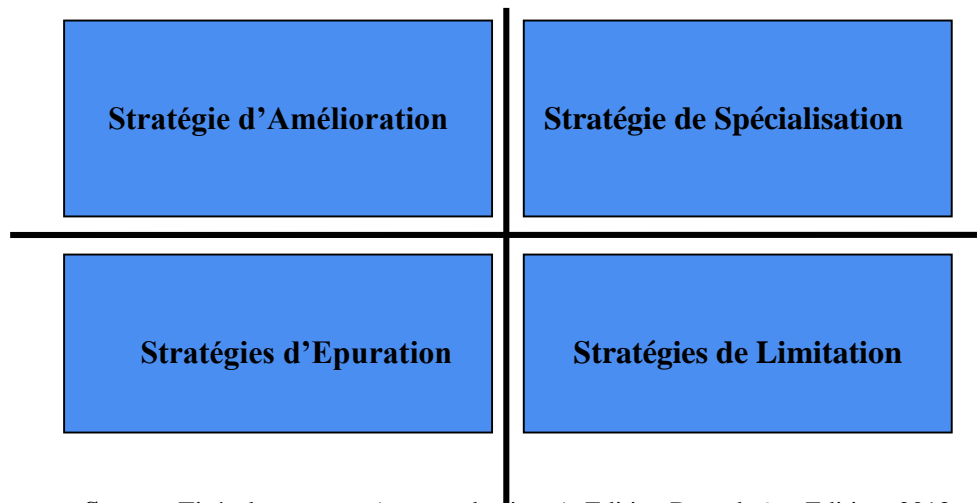 Stratégie d’Amélioration
Stratégie de Spécialisation
Stratégies d’Epuration
Stratégies de Limitation